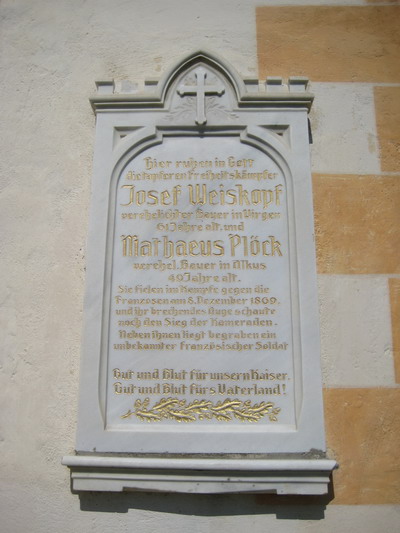 Hier ruhen in Gott
die tapferen Freiheitskämpfer
Josef Weiskopf
verehelichter Bauer in Virgen
61 Jahre alt. und
Mathaeus Plöck
verehel. Bauer in Mkus
49 Jahre alt.
Sie fielen im Kampfe gegen die
Franzosen am 8. Dezember 1809.
und ihr brechendes Auge schaute
noch den Sieg der Kameraden.
Neben ihnen liegt begraben ein
unbekannter Französischer Soldat
Gut und Blut für unsern Kaiser.
Gut und Blut fürs Vaterland!